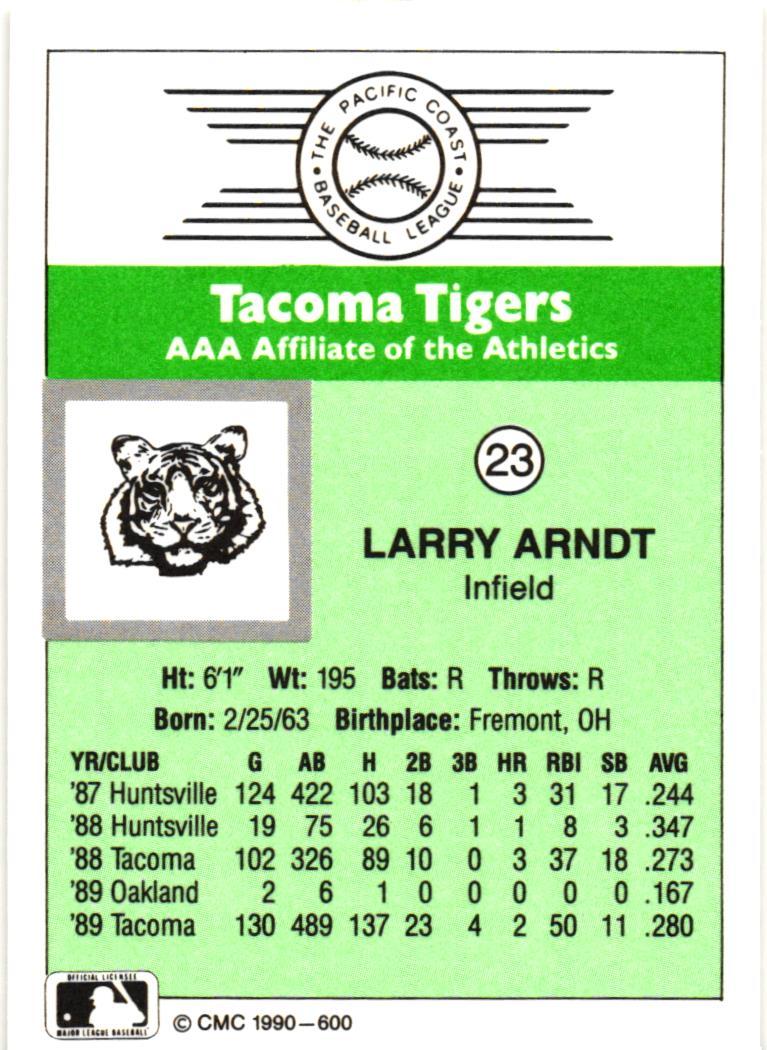 THE PACIFIC COAST
BASEBALL LEAGUE
Tacoma Tigers
AAA Affiliate of the Athletics
23
LARRY ARNDT
Infield
Ht: 6'1" Wt: 195 Bats: R Throws: R
Born: 2/25/63 Birthplace: Fremont, OH
YR/CLUB G AB H 2B 3B HR RBI SB AVG
'87 Huntsville 124 422 103 18 1 3 31 17 .244
'88 Huntsville 19 75 26 6 1 1 8 3 .347
'88 Tacoma 102 326 89 10 0 3 37 18 .273
'89 Oakland 2 6 1 0 0 0 0 0 .167
'89 Tacoma 130 489 137 23 4 2 50 11 .280
OFFICIAL LICENSEE
MAJOR LEAGUE BASEBALL
© CMC 1990—600